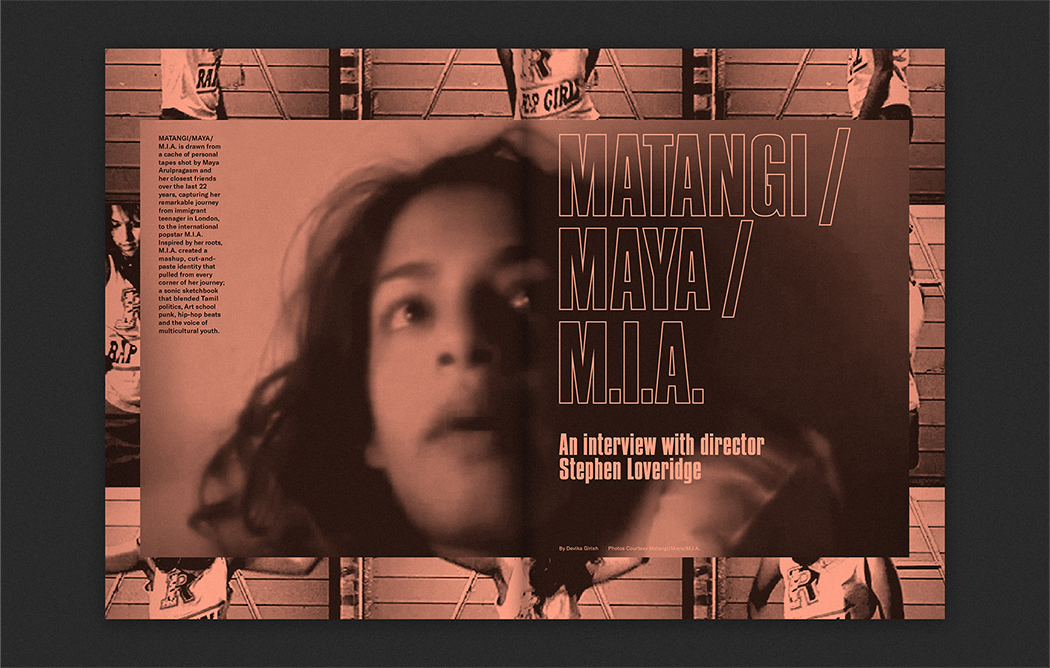 MATANGI/MAYA/
M.I.A. is drawn from
a cache of personal
tapes shot by Maya
Arulpragasm and
her closest friends
over the last 22
years, capturing her
remarkable journey
from immigrant
teenager in London,
to the international
popstar M.I.A.
Inspired by her roots,
M.I.A. created a
mashup, cut-and-
paste identity that
pulled from every
corner of her journey;
a sonic sketchbook
that blended Tamil
politics, Art school
punk, hip-hop beats
and the voice of
multicultural youth.
MATANGI /
MAYA /
M.I.A.
An interview with director
Stephen Loveridge
By Devika Girish Photos Courtesy Matangi/Maya/M.I.A.
RAP
RAP GIRL
RAP
R
R